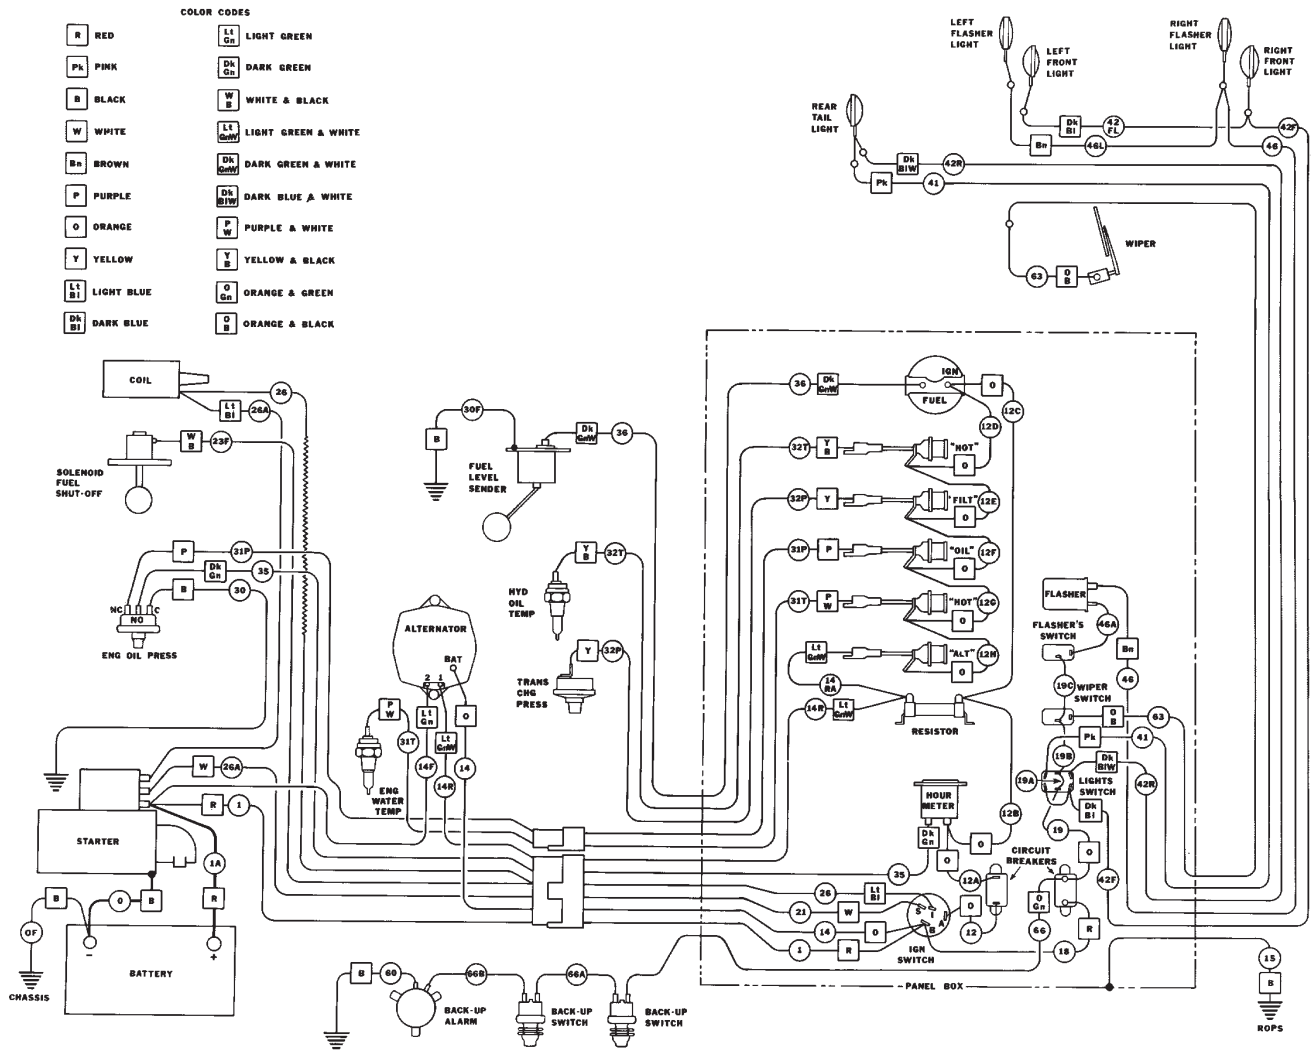 COLOR CODES
R RED
Pk PINK
B BLACK
W WHITE
Bn BROWN
P PURPLE
O ORANGE
Y YELLOW
Lt Bl LIGHT BLUE
Dk Bl DARK BLUE
Lt Gn LIGHT GREEN
Dk Gn DARK GREEN
W B WHITE & BLACK
Lt GnW LIGHT GREEN & WHITE
Dk GnW DARK GREEN & WHITE
Dk BlW DARK BLUE & WHITE
P W PURPLE & WHITE
Y B YELLOW & BLACK
O Gn ORANGE & GREEN
O B ORANGE & BLACK
LEFT
FLASHER
LIGHT
LEFT
FRONT
LIGHT
RIGHT
FLASHER
LIGHT
RIGHT
FRONT
LIGHT
REAR
TAIL
LIGHT
Dk Bl
42 FL
42F
Bn
46L
46
Dk BlW
42R
Pk
41
WIPER
63
O B
COIL
26
Lt Bl
26A
W B
23F
SOLENOID
FUEL
SHUT-OFF
P
31P
Dk Gn
35
B
30
NC
C
NO
ENG OIL PRESS
30F
B
Dk GnW
36
FUEL
LEVEL
SENDER
Y B
32T
HYD
OIL
TEMP
Y
32P
TRANS
CHG
PRESS
ALTERNATOR
BAT
2 1
Lt Gn
O
Lt GnW
14F
14
14R
P W
31T
ENG
WATER
TEMP
W
26A
R
1
STARTER
1A
R
B
O
B
OF
CHASSIS
- +
BATTERY
36
Dk GnW
IGN
FUEL
O
12C
12D
32T
Y B
"HOT"
O
32P
Y
"FILT"
12E
O
31P
P
"OIL"
12F
O
31T
P W
"HOT"
12G
O
Lt GnW
"ALT"
12H
O
14 RA
14R
Lt GnW
RESISTOR
FLASHER
46A
FLASHER'S
SWITCH
Bn
46
19C
WIPER
SWITCH
O B
63
Pk
41
19B
Dk BlW
42R
19A
LIGHTS
SWITCH
Dk Bl
19
O
42F
HOUR
METER
12B
Dk Gn
O
O
12A
CIRCUIT
BREAKERS
35
26
Lt Bl
21
W
14
O
1
R
S I A B
IGN
SWITCH
O
12
O Gn
66
R
18
PANEL BOX
15
B
ROPS
B
60
66B
66A
BACK-UP
ALARM
BACK-UP
SWITCH
BACK-UP
SWITCH